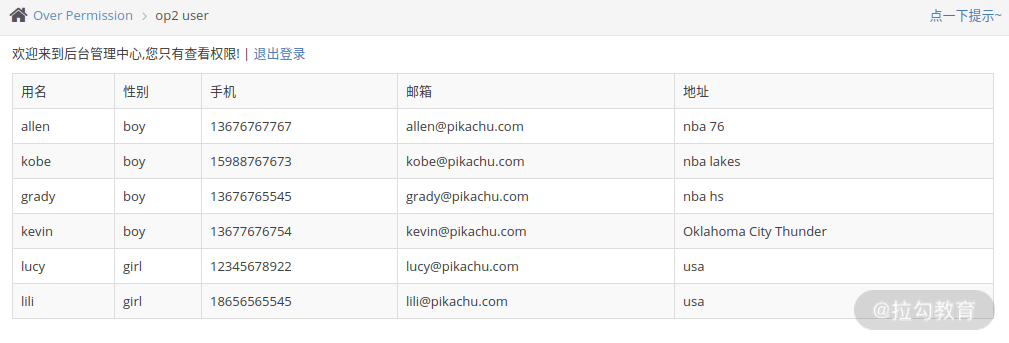 Over Permission > op2 user 点一下提示~
欢迎来到后台管理中心,您只有查看权限! | 退出登录
用名 性别 手机 邮箱 地址
allen boy 13676767767 allen@pikachu.com nba 76
kobe boy 15988767673 kobe@pikachu.com nba lakes
grady boy 13676765545 grady@pikachu.com nba hs
kevin boy 13677676754 kevin@pikachu.com Oklahoma City Thunder
lucy girl 12345678922 lucy@pikachu.com usa
lili girl 18656565545 lili@pikachu.com usa
@拉勾教育